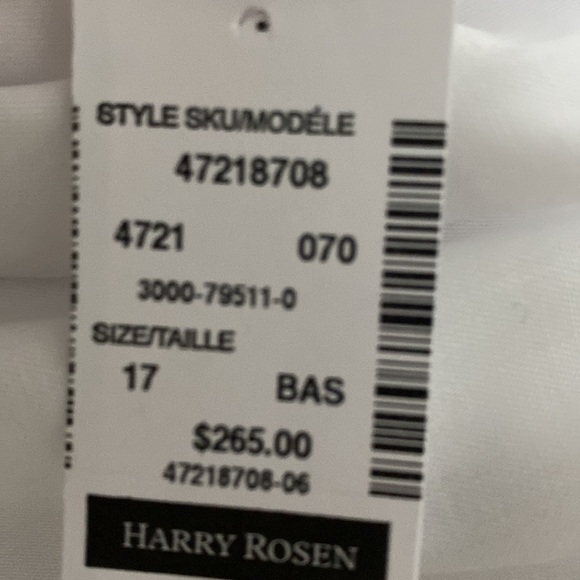 STYLE SKU/MODÉLE
47218708
4721 070
3000-79511-0
SIZE/TAILLE
17 BAS
$265.00
47218708-06
HARRY ROSEN